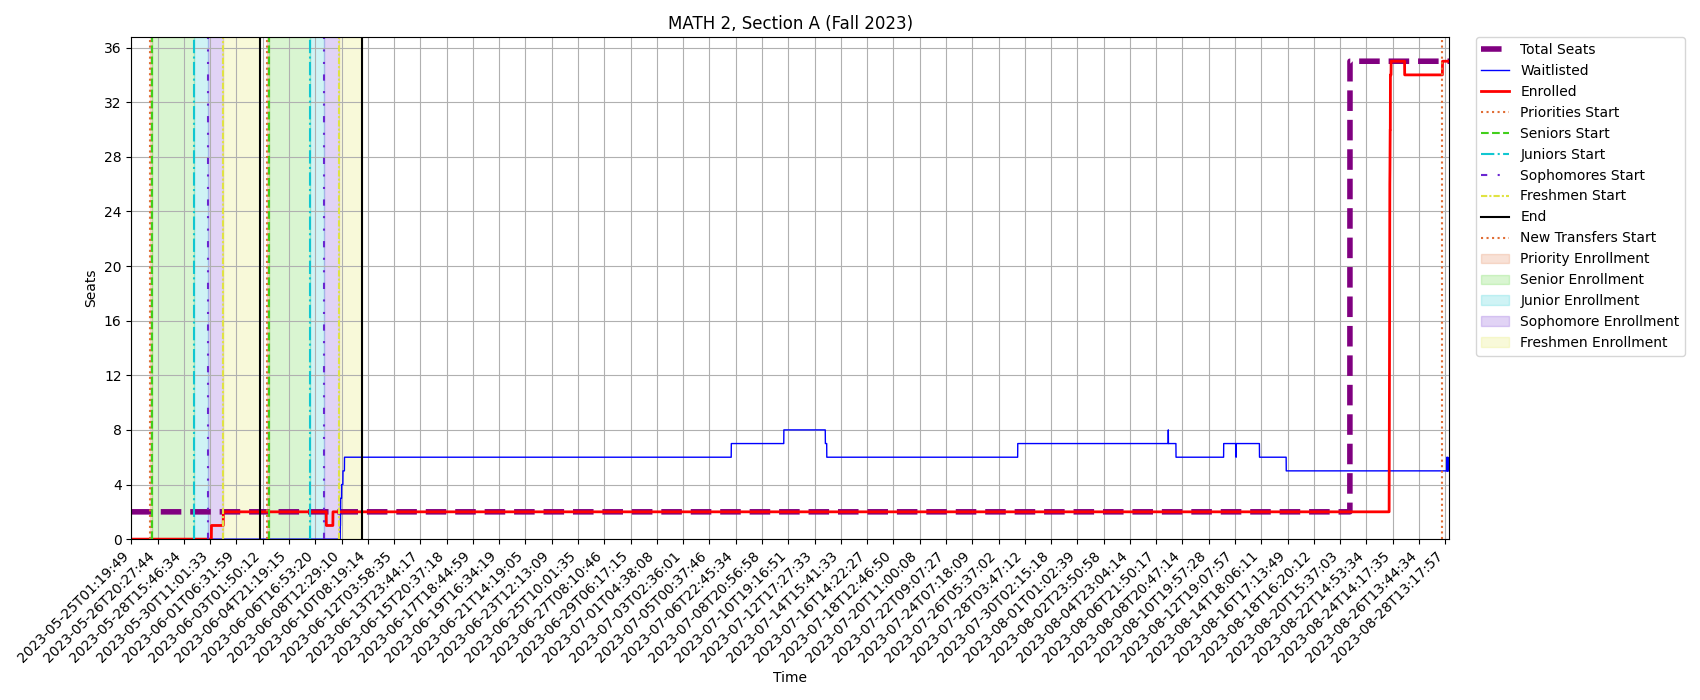 MATH 2, Section A (Fall 2023)
36
32
28
24
20
16
12
8
4
0
Seats
2023-05-25T01:19:49
2023-05-26T20:27:44
2023-05-28T15:46:34
2023-05-30T11:01:33
2023-06-01T06:31:59
2023-06-03T01:50:12
2023-06-04T21:19:15
2023-06-06T16:53:20
2023-06-08T12:29:10
2023-06-10T08:19:14
2023-06-12T03:58:35
2023-06-13T23:44:17
2023-06-15T20:37:18
2023-06-17T18:44:59
2023-06-19T16:34:19
2023-06-21T14:19:05
2023-06-23T12:13:09
2023-06-25T10:01:35
2023-06-27T08:10:46
2023-06-29T06:17:15
2023-07-01T04:38:08
2023-07-03T02:36:01
2023-07-05T00:37:46
2023-07-06T22:45:34
2023-07-08T20:56:58
2023-07-10T19:16:51
2023-07-12T17:27:33
2023-07-14T15:41:33
2023-07-16T14:22:27
2023-07-18T12:46:50
2023-07-20T11:00:08
2023-07-22T09:07:27
2023-07-24T07:18:09
2023-07-26T05:37:02
2023-07-28T03:47:12
2023-07-30T02:15:18
2023-08-01T01:02:39
2023-08-02T23:50:58
2023-08-04T23:04:14
2023-08-06T21:50:17
2023-08-08T20:47:14
2023-08-10T19:57:28
2023-08-12T19:07:57
2023-08-14T18:06:11
2023-08-16T17:13:49
2023-08-18T16:20:12
2023-08-20T15:37:03
2023-08-22T14:53:34
2023-08-24T14:17:35
2023-08-26T13:44:34
2023-08-28T13:17:57
Time
Total Seats
Waitlisted
Enrolled
Priorities Start
Seniors Start
Juniors Start
Sophomores Start
Freshmen Start
End
New Transfers Start
Priority Enrollment
Senior Enrollment
Junior Enrollment
Sophomore Enrollment
Freshmen Enrollment